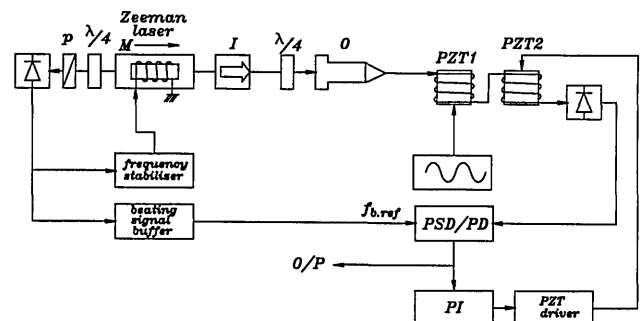 Zeeman
laser
p
λ/4
M
I
λ/4
O
PZT1
PZT2
frequency
stabiliser
beating
signal
buffer
f_b.ref
PSD/PD
O/P
PI
PZT
driver